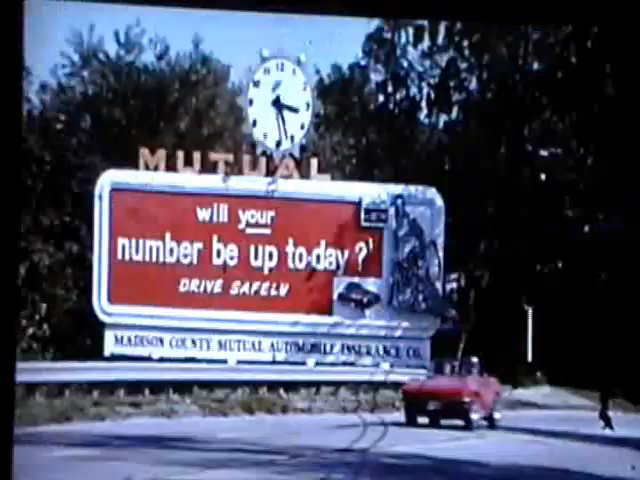 MUTUAL
will your
number be up to-day?
DRIVE SAFELY
MADISON COUNTY MUTUAL AUTOMOBILE INSURANCE CO.